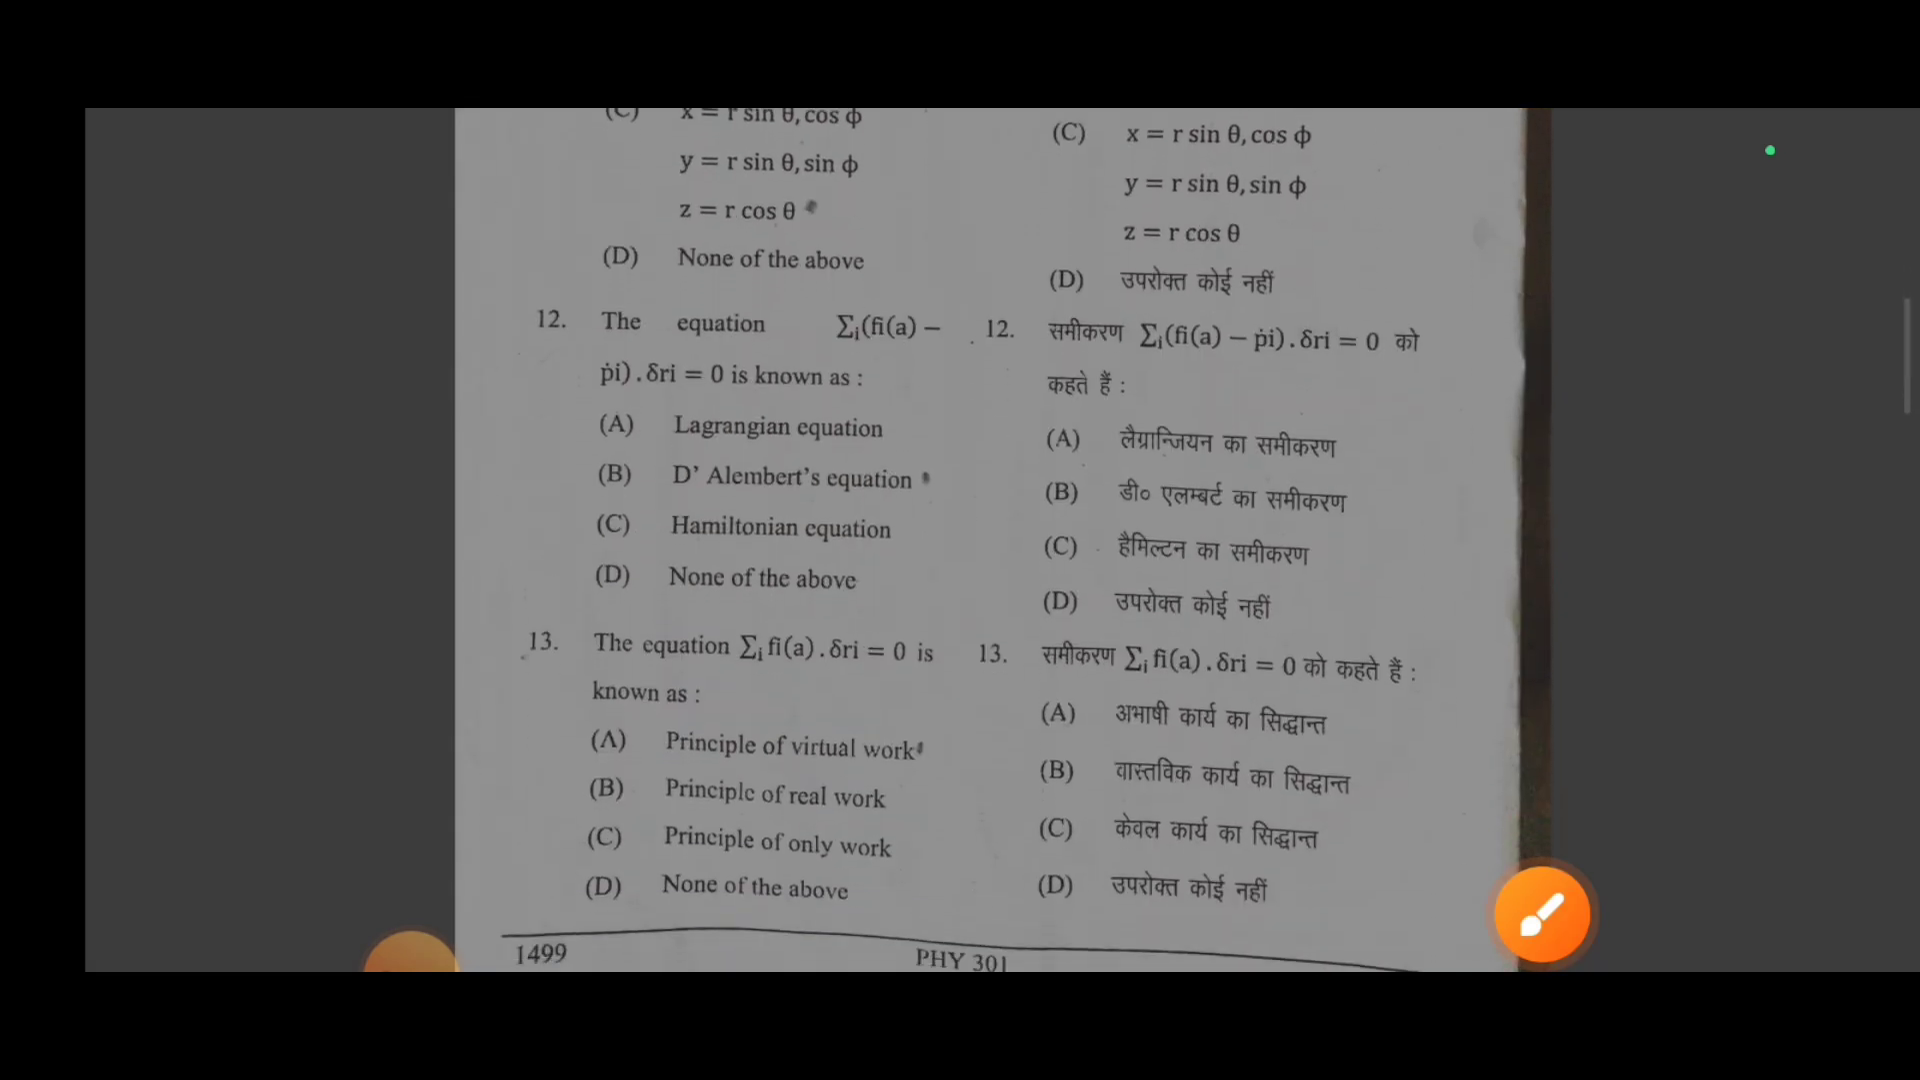 (C) x = r sin θ, cos ϕ
y = r sin θ, sin ϕ
z = r cos θ
(D) None of the above
12. The equation Σi(fi(a) –
ṗi) . δri = 0 is known as :
(A) Lagrangian equation
(B) D’ Alembert’s equation
(C) Hamiltonian equation
(D) None of the above
13. The equation Σi fi(a) . δri = 0 is
known as :
(A) Principle of virtual work
(B) Principle of real work
(C) Principle of only work
(D) None of the above
(C) x = r sin θ, cos ϕ
y = r sin θ, sin ϕ
z = r cos θ
(D) उपरोक्त कोई नहीं
12. समीकरण Σi(fi(a) – ṗi) . δri = 0 को
कहते हैं :
(A) लैग्रान्जियन का समीकरण
(B) डी० एलम्बर्ट का समीकरण
(C) हैमिल्टन का समीकरण
(D) उपरोक्त कोई नहीं
13. समीकरण Σi fi(a) . δri = 0 को कहते हैं :
(A) अभाषी कार्य का सिद्धान्त
(B) वास्तविक कार्य का सिद्धान्त
(C) केवल कार्य का सिद्धान्त
(D) उपरोक्त कोई नहीं
1499 PHY 301